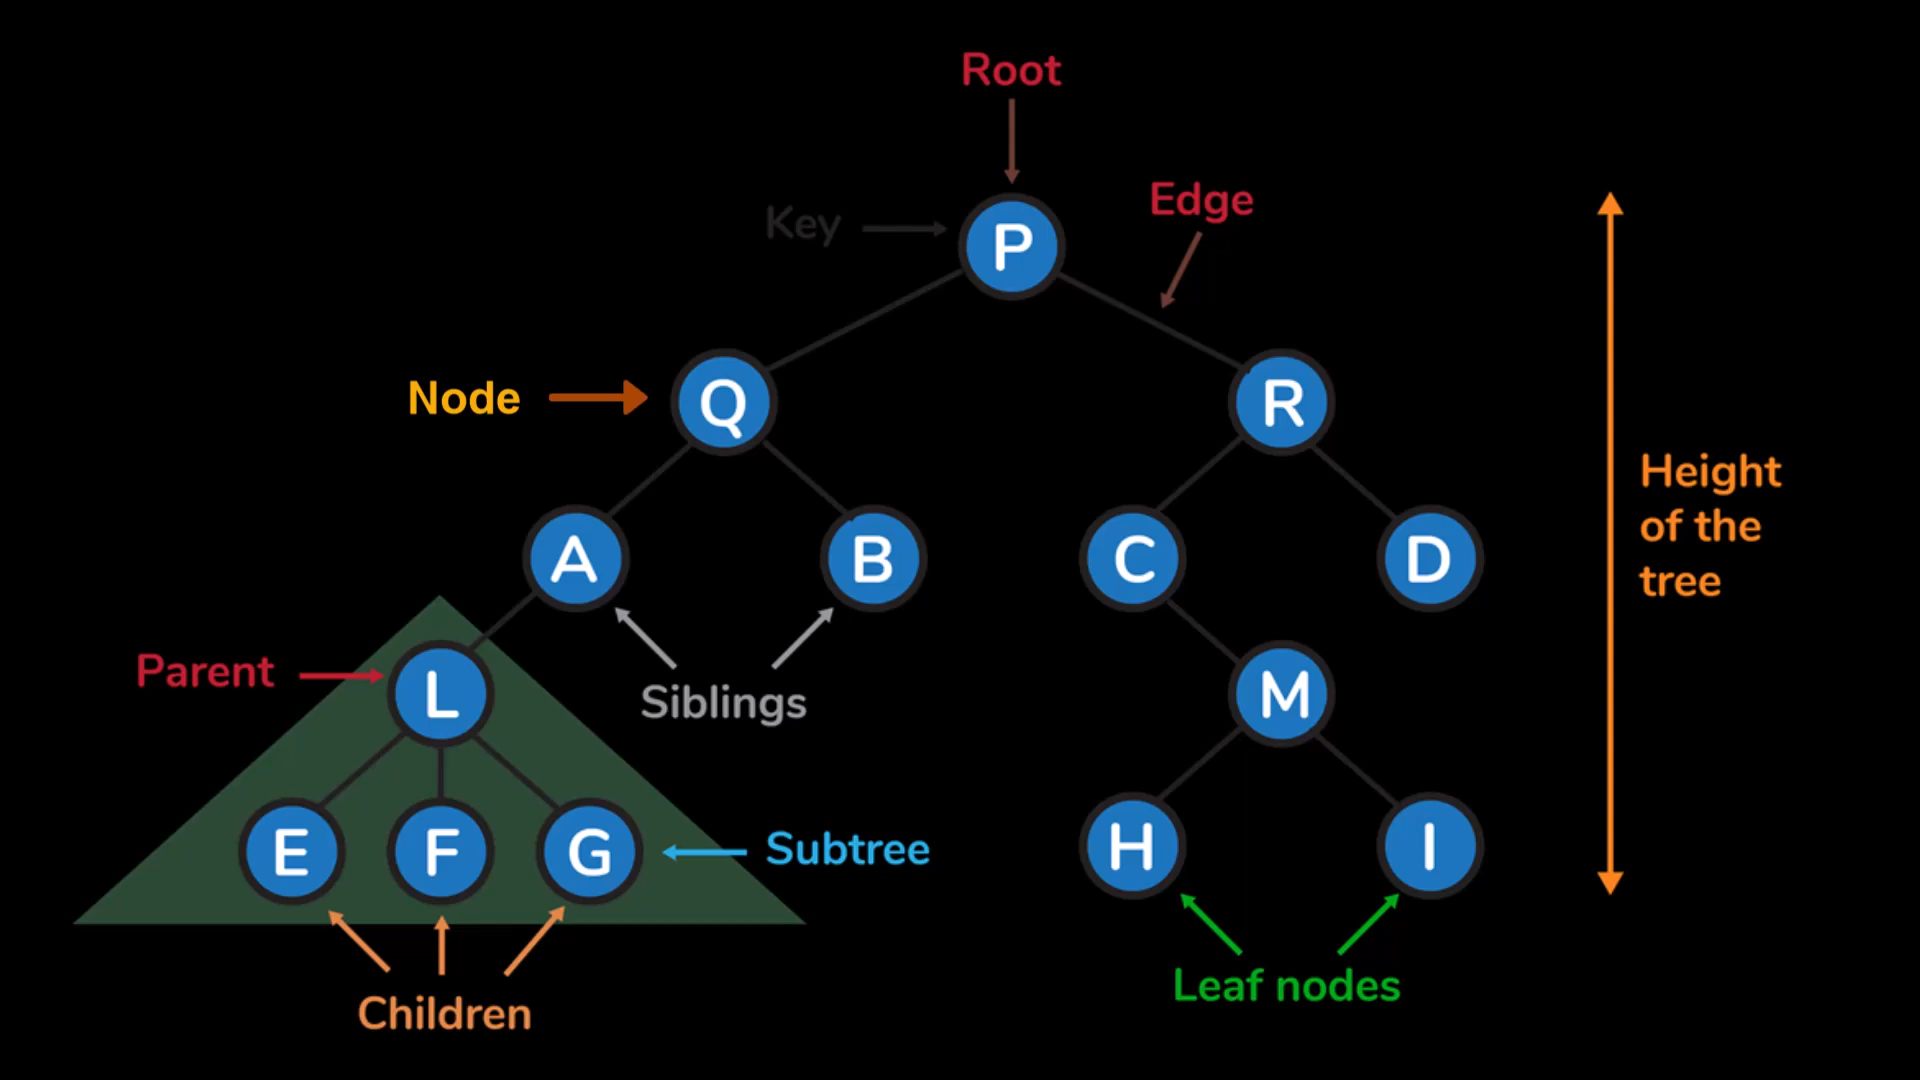 Root
Key
P
Edge
Node
Q
R
A
B
C
D
Height
of the
tree
Parent
L
Siblings
M
E
F
G
Subtree
H
I
Children
Leaf nodes